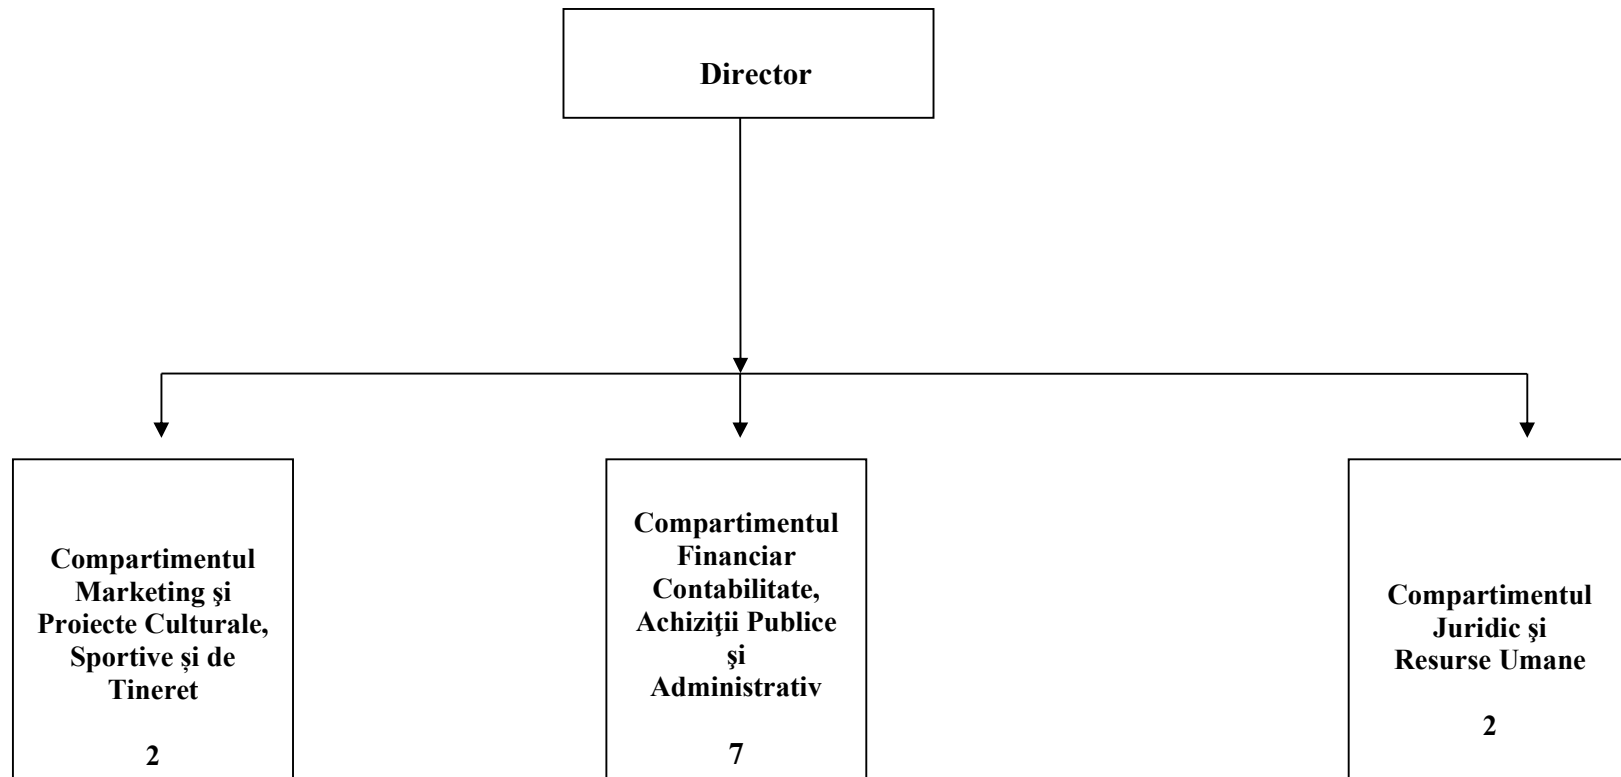 Director
Compartimentul
Marketing şi
Proiecte Culturale,
Sportive și de
Tineret
2
Compartimentul
Financiar
Contabilitate,
Achiziţii Publice
şi
Administrativ
7
Compartimentul
Juridic şi
Resurse Umane
2